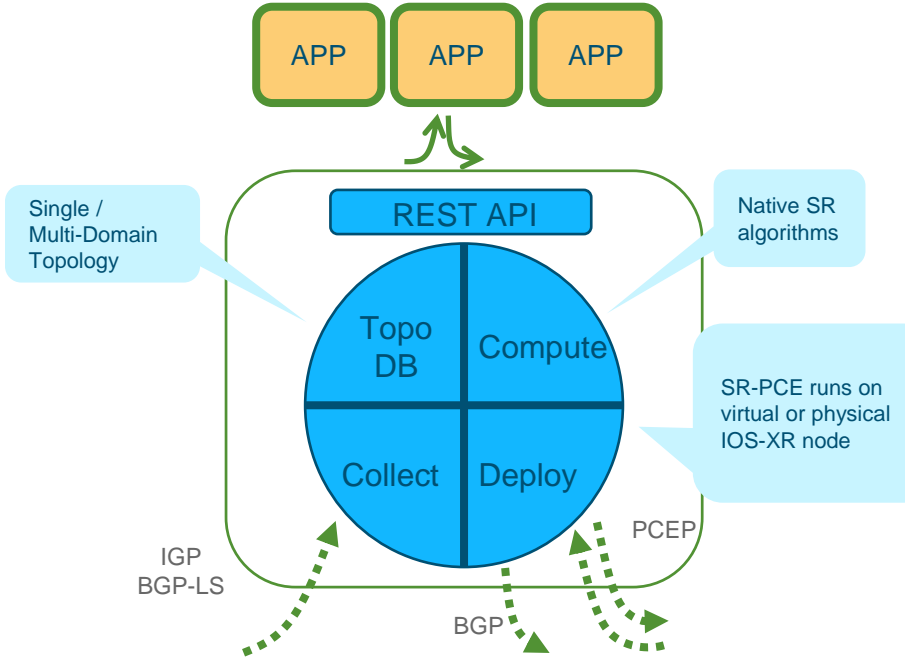 APP
APP
APP
REST API
Single /
Multi-Domain
Topology
Native SR
algorithms
Topo
DB
Compute
SR-PCE runs on
virtual or physical
IOS-XR node
Collect
Deploy
IGP
BGP-LS
BGP
PCEP